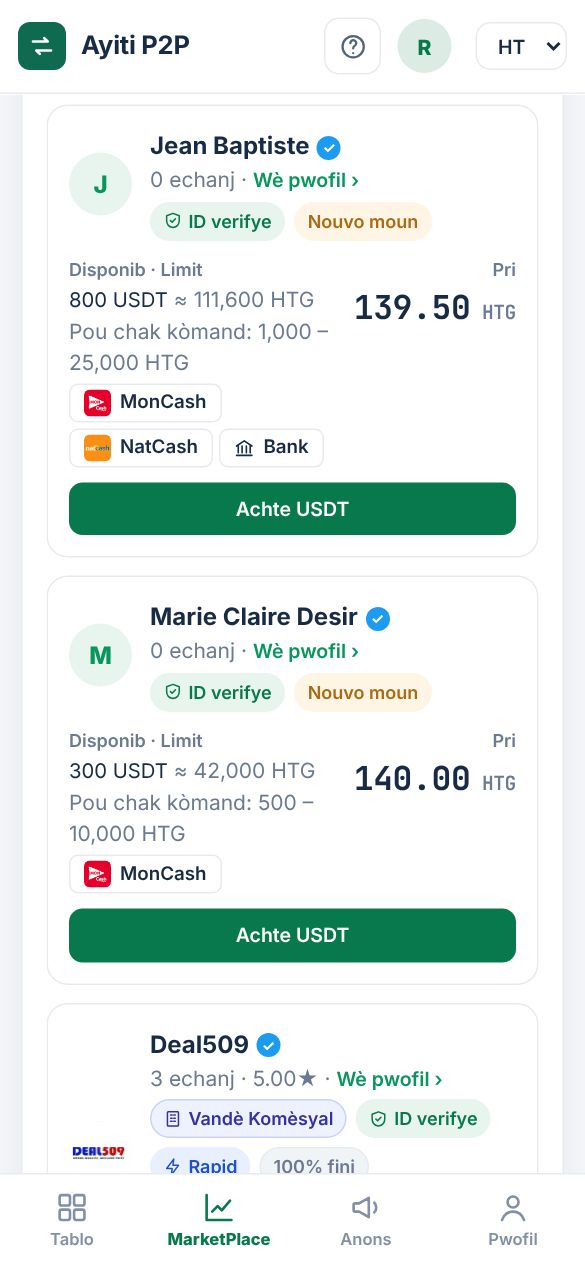 Ayiti P2P
R
HT
J
Jean Baptiste
0 echanj · Wè pwofil ›
ID verifye
Nouvo moun
Disponib · Limit
Pri
800 USDT ≈ 111,600 HTG
139.50 HTG
Pou chak kòmand: 1,000 –
25,000 HTG
MonCash
NatCash
Bank
Achte USDT
M
Marie Claire Desir
0 echanj · Wè pwofil ›
ID verifye
Nouvo moun
Disponib · Limit
Pri
300 USDT ≈ 42,000 HTG
140.00 HTG
Pou chak kòmand: 500 –
10,000 HTG
MonCash
Achte USDT
Deal509
3 echanj · 5.00★ · Wè pwofil ›
Vandè Komèsyal
ID verifye
DEAL509
Rapid
100% fini
Tablo
MarketPlace
Anons
Pwofil